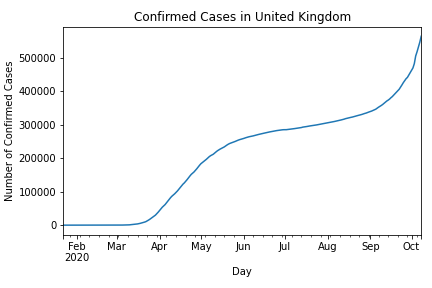 Confirmed Cases in United Kingdom
Number of Confirmed Cases
500000
400000
300000
200000
100000
0
Feb Mar Apr May Jun Jul Aug Sep Oct
2020
Day